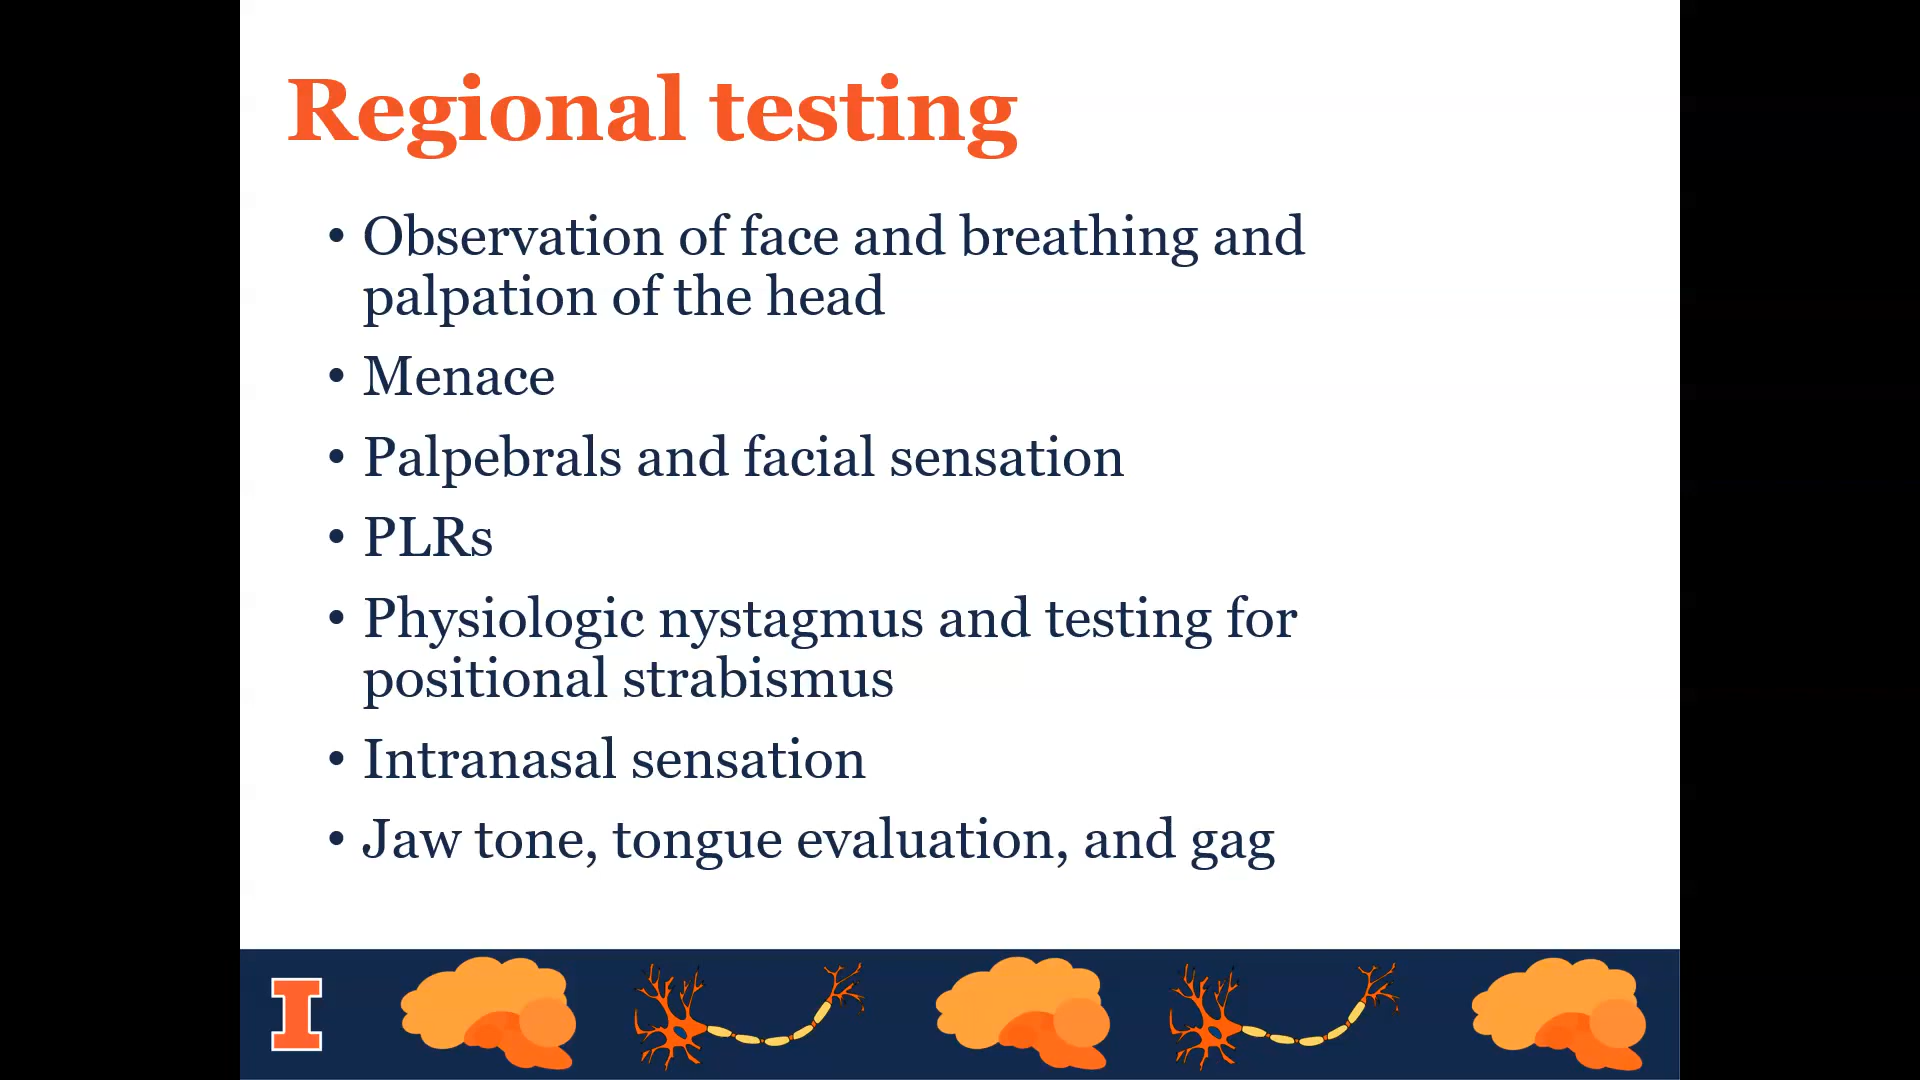 Regional testing
• Observation of face and breathing and
palpation of the head
• Menace
• Palpebrals and facial sensation
• PLRs
• Physiologic nystagmus and testing for
positional strabismus
• Intranasal sensation
• Jaw tone, tongue evaluation, and gag
I